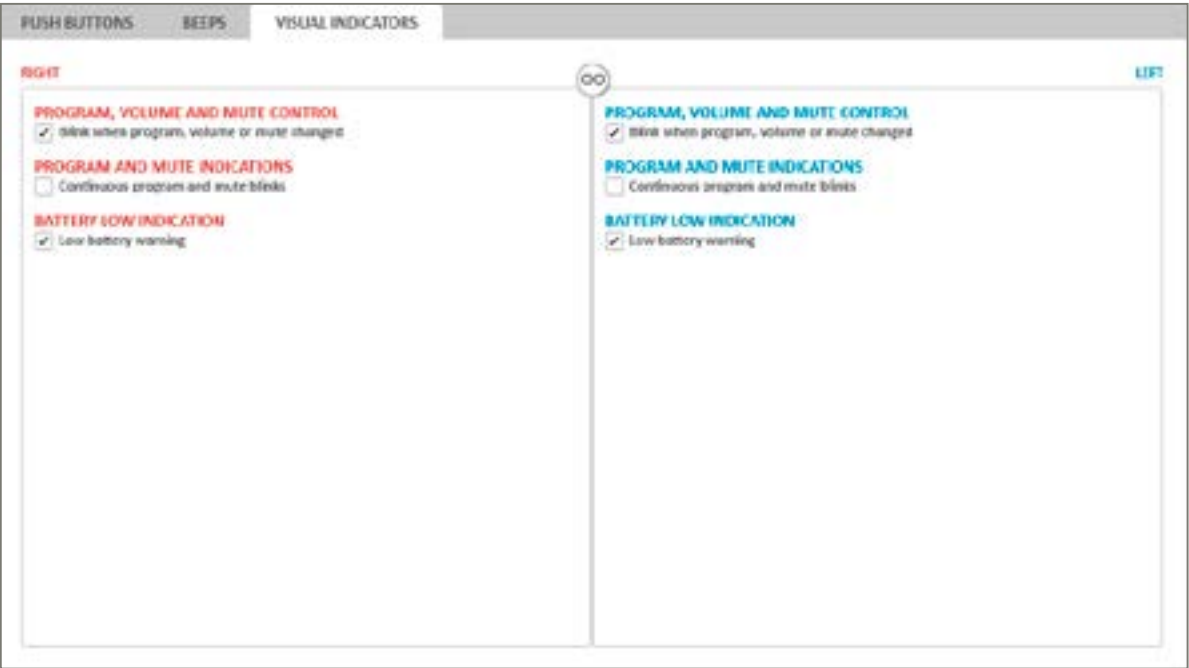 PUSH BUTTONS BEEPS VISUAL INDICATORS
RIGHT
LEFT
PROGRAM, VOLUME AND MUTE CONTROL
Blink when program, volume or mute changed
PROGRAM AND MUTE INDICATIONS
Continuous program and mute blinks
BATTERY LOW INDICATION
Low battery warning
PROGRAM, VOLUME AND MUTE CONTROL
Blink when program, volume or mute changed
PROGRAM AND MUTE INDICATIONS
Continuous program and mute blinks
BATTERY LOW INDICATION
Low battery warning